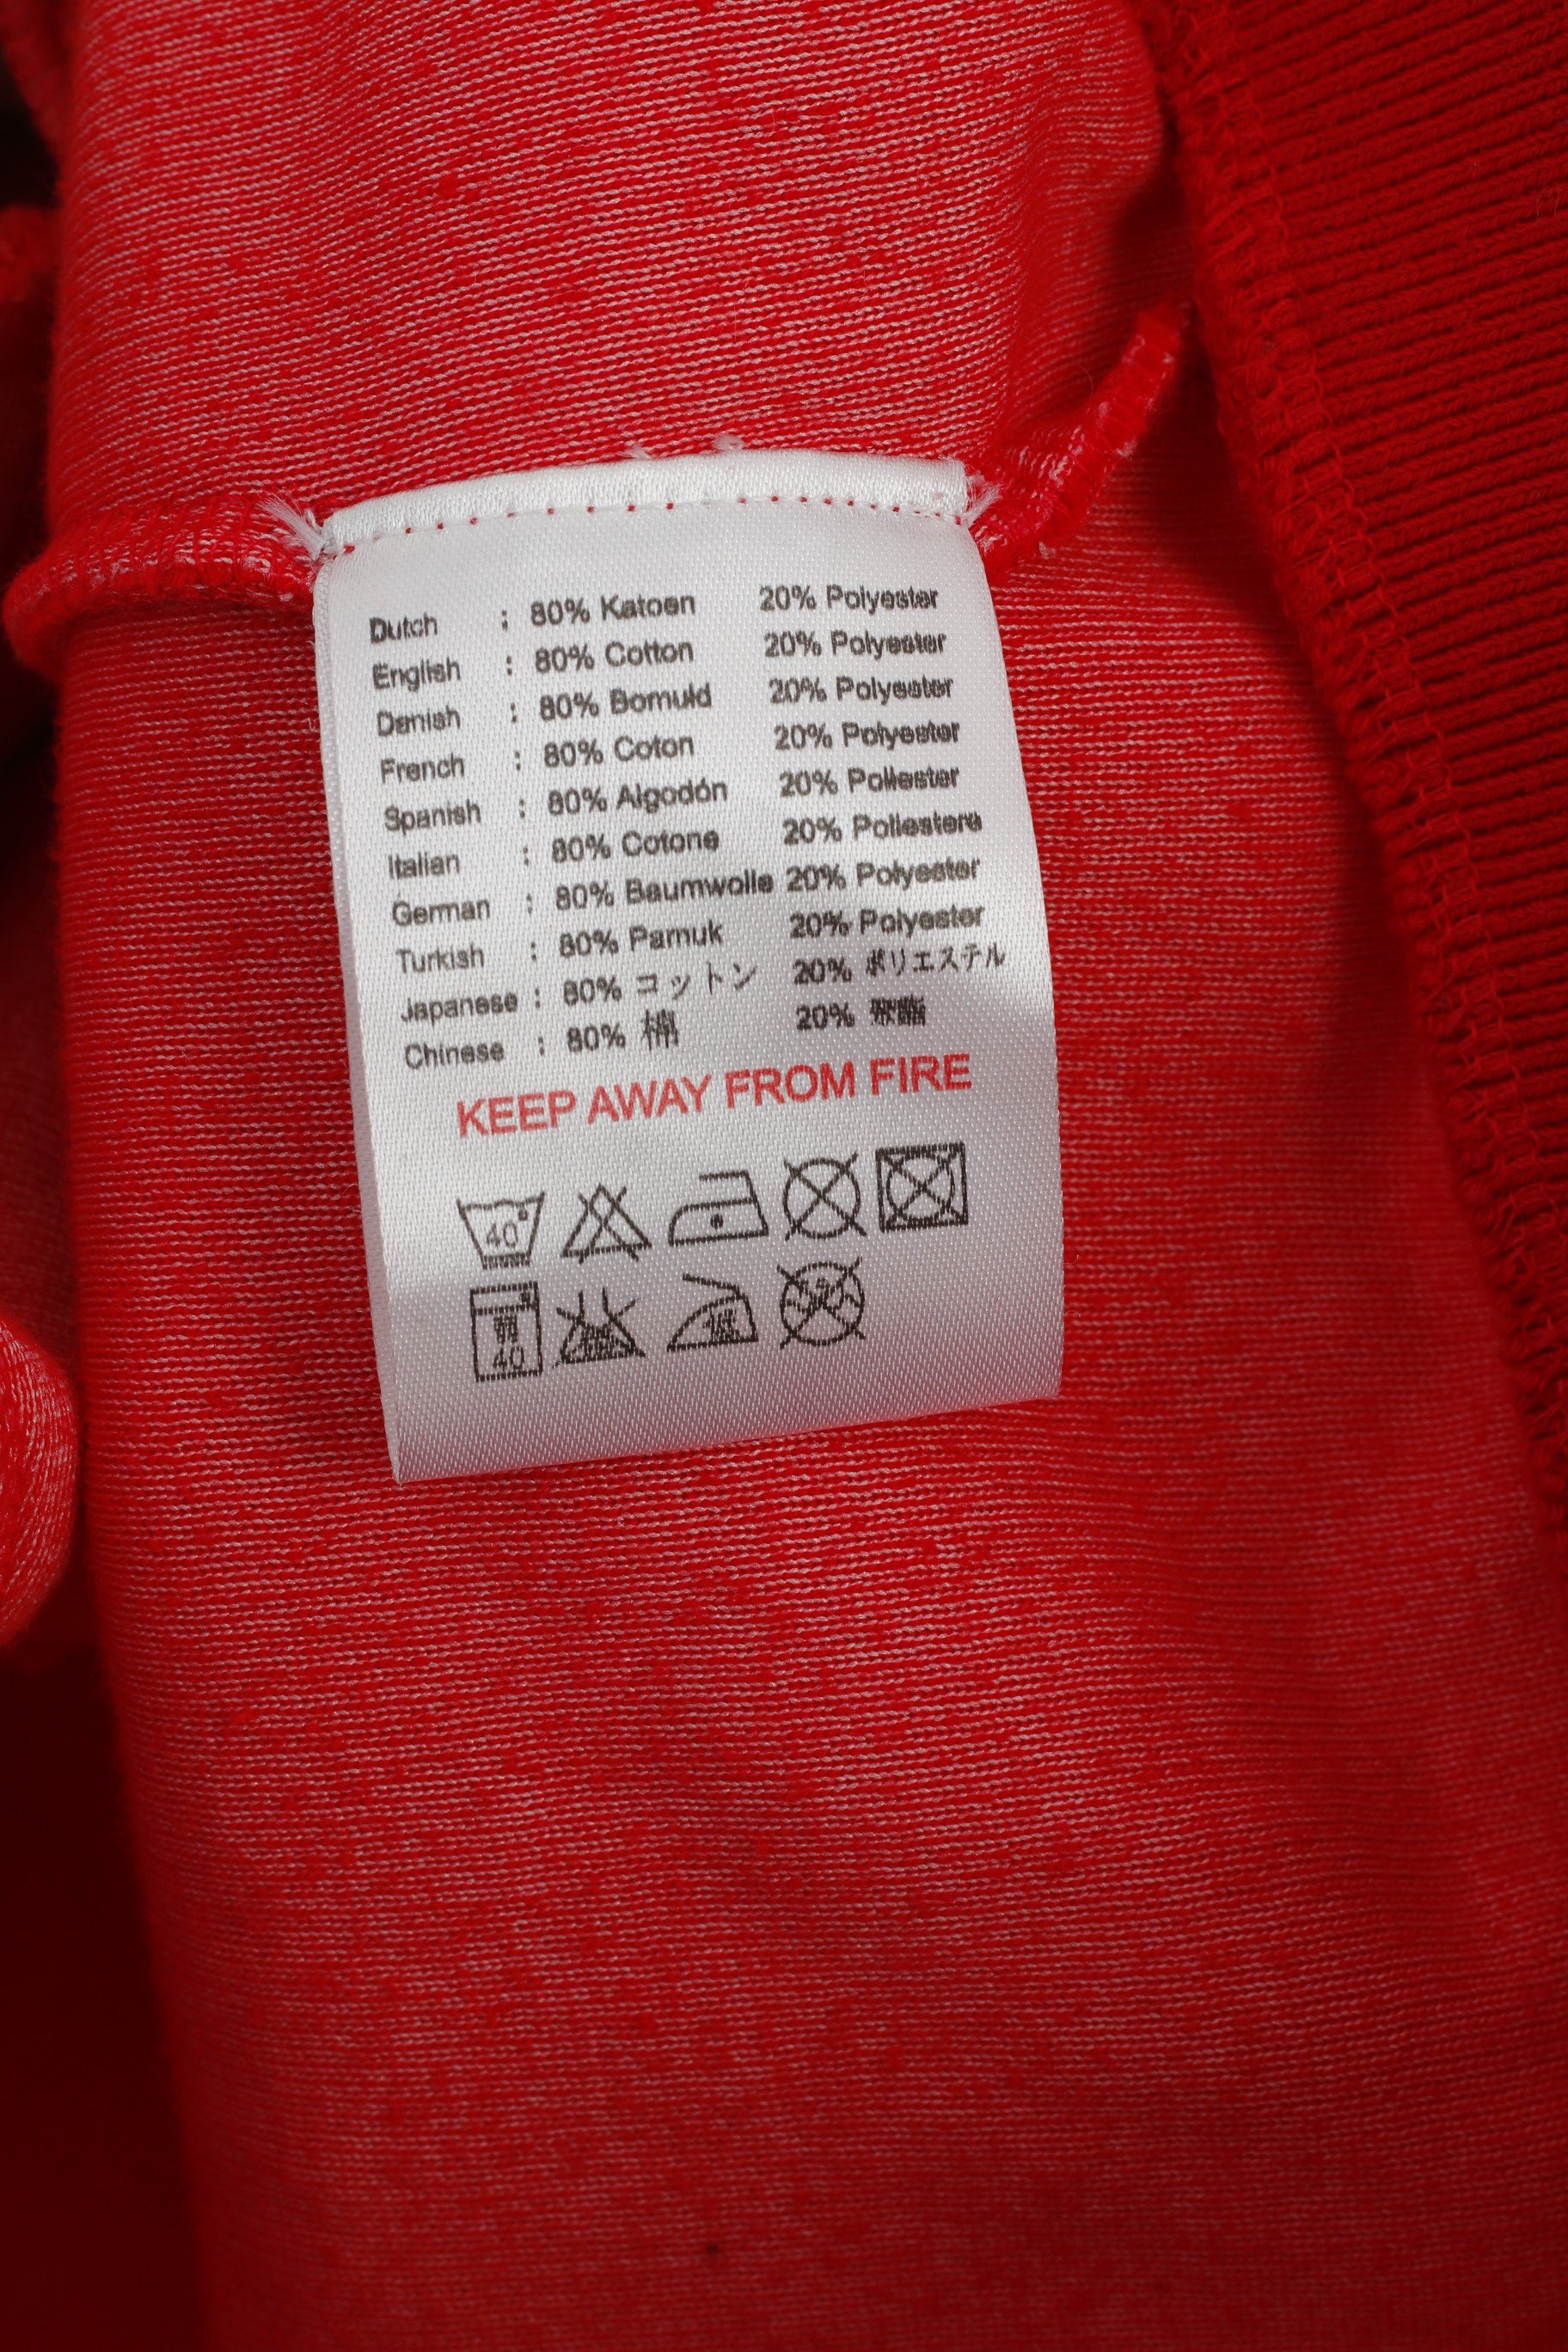 Dutch : 80% Katoen 20% Polyester
English : 80% Cotton 20% Polyester
Danish : 80% Bomuld 20% Polyester
French : 80% Coton 20% Polyester
Spanish : 80% Algodón 20% Poliester
Italian : 80% Cotone 20% Poliestere
German : 80% Baumwolle 20% Polyester
Turkish : 80% Pamuk 20% Polyester
Japanese : 80% コットン 20% ポリエステル
Chinese : 80% 棉 20%
KEEP AWAY FROM FIRE
40°
弱 低
40